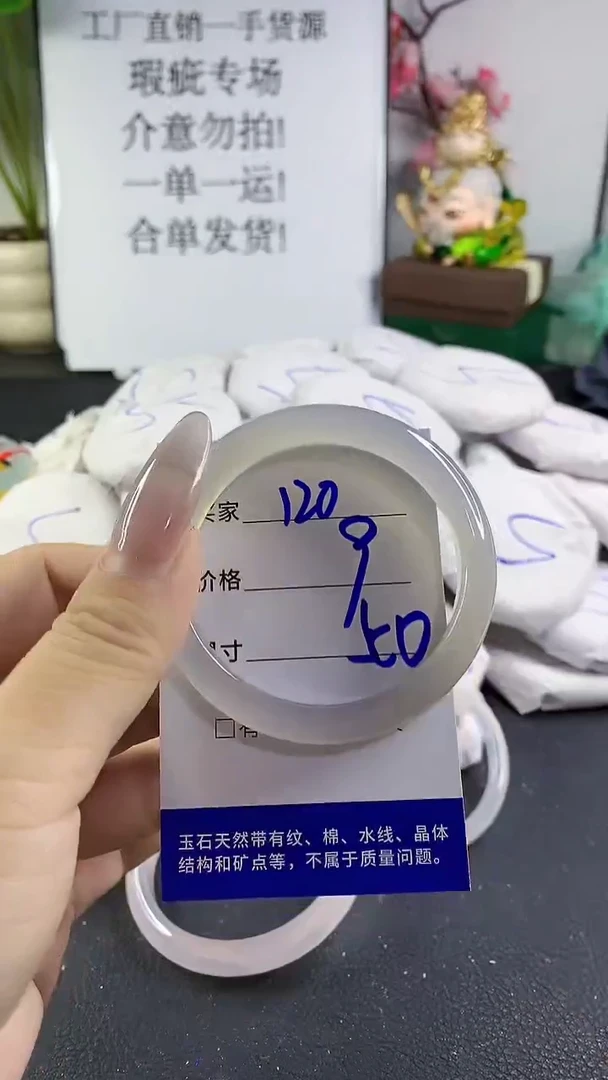 工厂直销一手货源
瑕疵专场
介意勿拍!
一单一运!
合单发货!
家 120
价格 9
寸 50
□有
玉石天然带有纹、棉、水线、晶体
结构和矿点等，不属于质量问题。